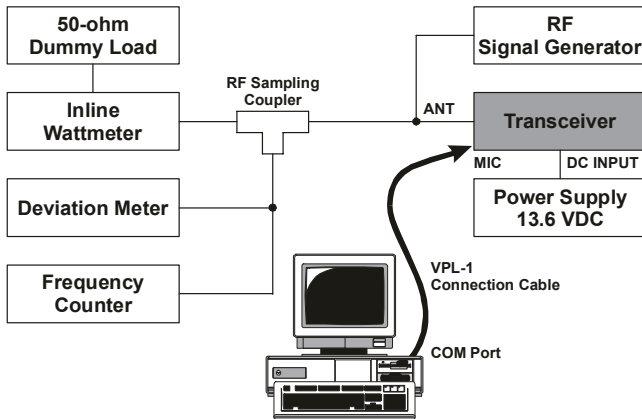 50-ohm
Dummy Load
RF
Signal Generator
RF Sampling
Coupler
Inline
Wattmeter
ANT
Transceiver
MIC
DC INPUT
Deviation Meter
Power Supply
13.6 VDC
Frequency
Counter
VPL-1
Connection Cable
COM Port